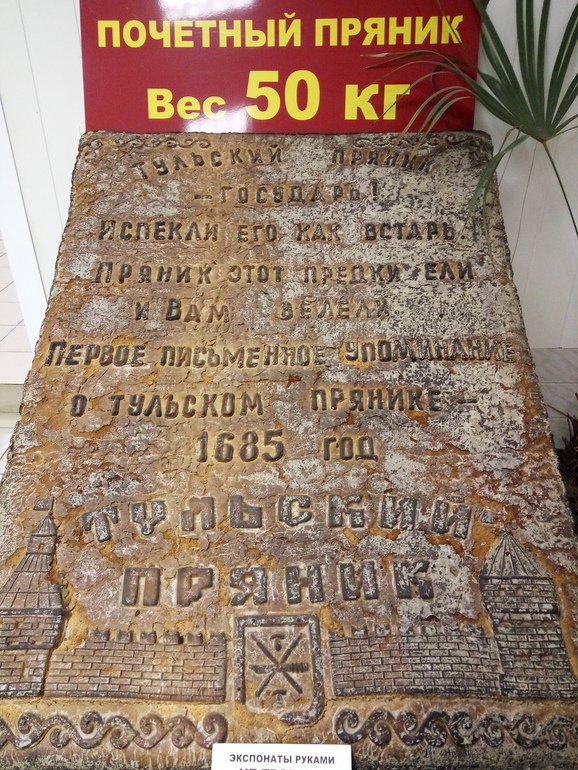 ПОЧЕТНЫЙ ПРЯНИК
Вес 50 кг
ТУЛЬСКИЙ ПРЯНИК
– ГОСУДАРЬ!
ИСПЕКЛИ ЕГО КАК ВСТАРЬ!
ПРЯНИК ЭТОТ ПРЕДКИ ЕЛИ
И ВАМ ВЕЛЕЛИ
ПЕРВОЕ ПИСЬМЕННОЕ УПОМИНАНИЕ
О ТУЛЬСКОМ ПРЯНИКЕ –
1685 ГОД
ТУЛЬСКИЙ
ПРЯНИК
ЭКСПОНАТЫ РУКАМИ